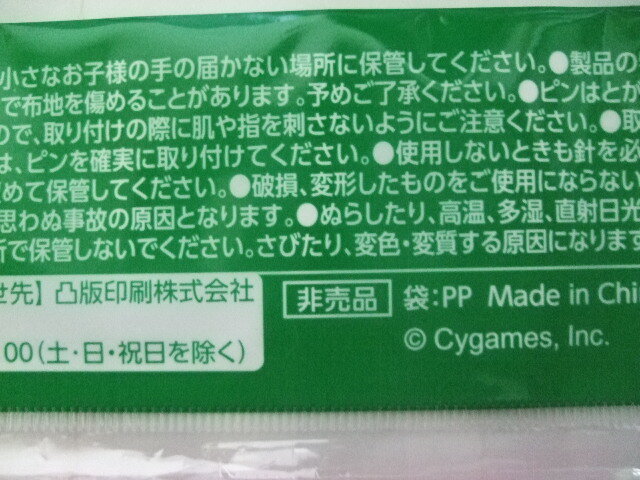 小さなお子様の手の届かない場所に保管してください。●製品の
で布地を傷めることがあります。予めご了承ください。●ピンはとが
ので、取り付けの際に肌や指を刺さないようにご注意ください。●取
は、ピンを確実に取り付けてください。●使用しないときも針を必
めて保管してください。●破損、変形したものをご使用にならない
思わぬ事故の原因となります。●ぬらしたり、高温、多湿、直射日光
所で保管しないでください。さびたり、変色・変質する原因になりま
せ先】凸版印刷株式会社
00(土・日・祝日を除く)
非売品 袋:PP Made in Chin
© Cygames, Inc.